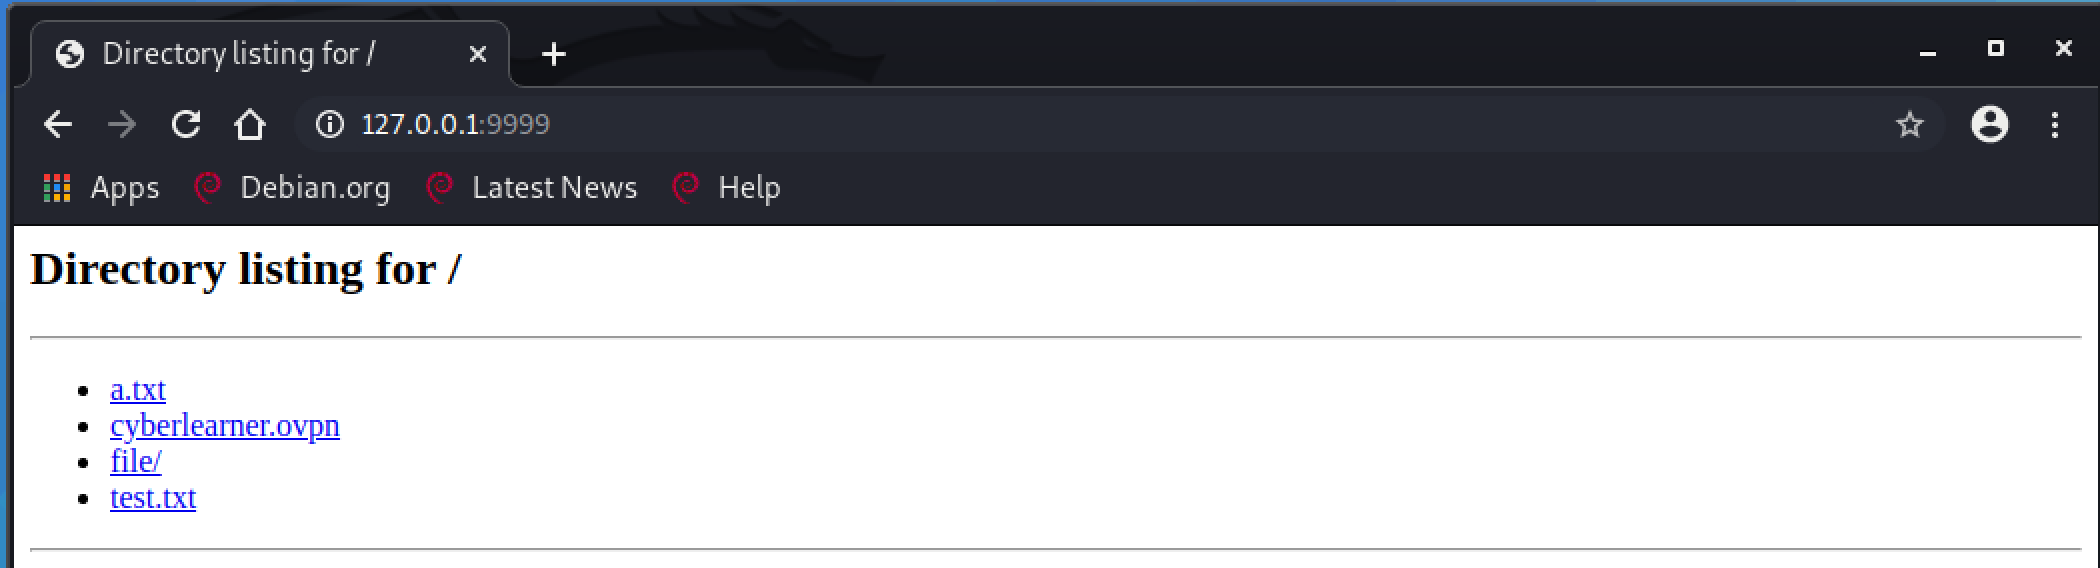 Directory listing for /
127.0.0.1:9999
Apps Debian.org Latest News Help
Directory listing for /
a.txt
cyberlearner.ovpn
file/
test.txt